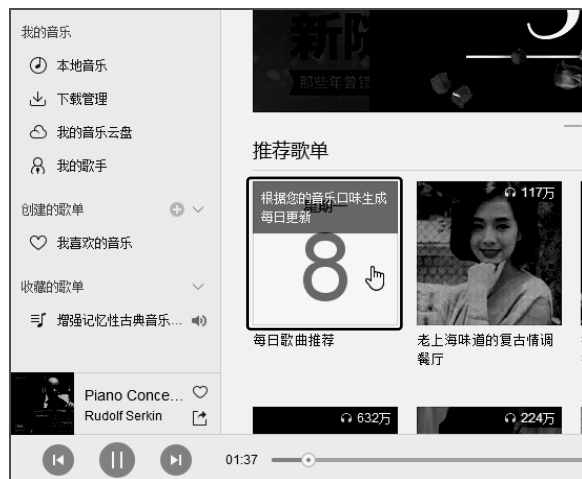 我的音乐
本地音乐
下载管理
我的音乐云盘
我的歌手
创建的歌单
我喜欢的音乐
收藏的歌单
增强记忆性古典音乐...
Piano Conce...
Rudolf Serkin
那些年曾错
推荐歌单
根据您的音乐口味生成
每日更新
星期一
8
117万
每日歌曲推荐
老上海味道的复古情调
餐厅
632万
224万
01:37